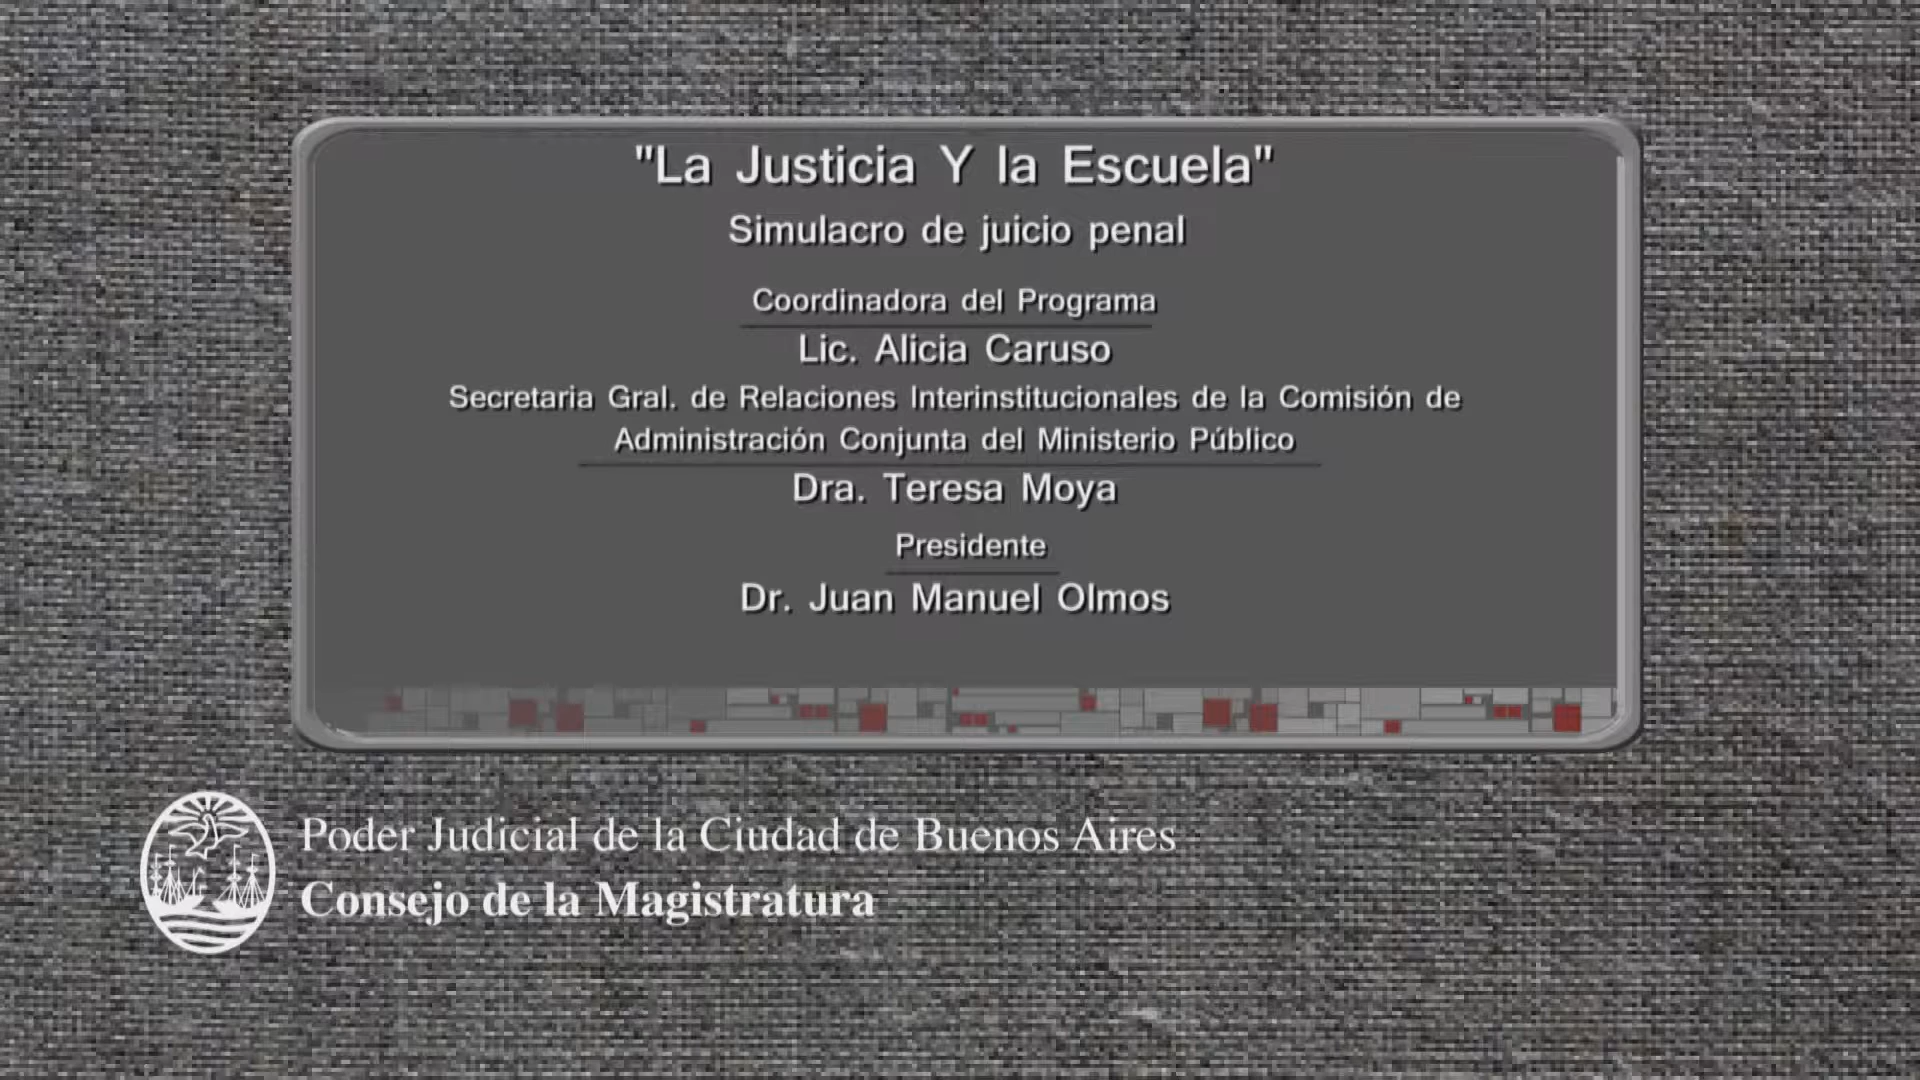 "La Justicia Y la Escuela"
Simulacro de juicio penal
Coordinadora del Programa
Lic. Alicia Caruso
Secretaria Gral. de Relaciones Interinstitucionales de la Comisión de
Administración Conjunta del Ministerio Público
Dra. Teresa Moya
Presidente
Dr. Juan Manuel Olmos
Poder Judicial de la Ciudad de Buenos Aires
Consejo de la Magistratura